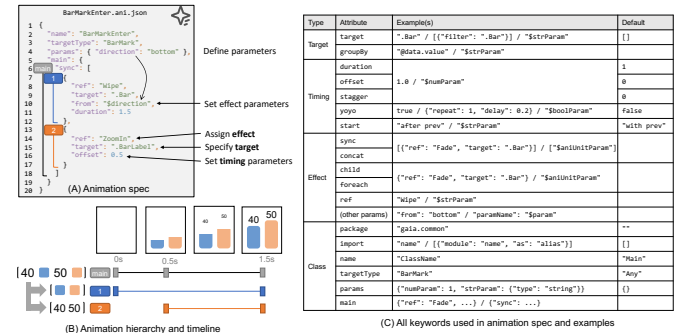 BarMarkEnter.ani.json
1 {
2 "name": "BarMarkEnter",
3 "targetType": "BarMark",
4 "params": { "direction": "bottom" },
5 "main": {
6 main "sync": [
7 1 {
8 "ref": "Wipe",
9 "target": ".Bar",
10 "from": "$direction",
11 "duration": 1.5
12 },
13 2 {
14 "ref": "ZoomIn",
15 "target": ".BarLabel",
16 "offset": 0.5
17 }
18 ]
19 }
20 }
Define parameters
Set effect parameters
Assign effect
Specify target
Set timing parameters
(A) Animation spec
40 50
40 50
0s 0.5s 1.5s
[40 50] main
[ ] 1
[40 50] 2
(B) Animation hierarchy and timeline
Type Attribute Example(s) Default
Target target ".Bar" / [{"filter": ".Bar"}] / "$strParam" []
groupBy "@data.value" / "$strParam"
Timing duration 1.0 / "$numParam" 1
offset 0
stagger 0
yoyo true / {"repeat": 1, "delay": 0.2} / "$boolParam" false
start "after prev" / "$strParam" "with prev"
Effect sync [{"ref": "Fade", "target": ".Bar"}] / ["$aniUnitParam"]
concat
child {"ref": "Fade", "target": ".Bar"} / "$aniUnitParam"
foreach
ref "Wipe" / "$strParam"
(other params) "from": "bottom" / "paramName": "$param"
Class package "gaia.common" ""
import "name" / [{"module": "name", "as": "alias"}] []
name "ClassName" "Main"
targetType "BarMark" "Any"
params {"numParam": 1, "strParam": {"type": "string"}} {}
main {"ref": "Fade", ...} / {"sync": ...}
(C) All keywords used in animation spec and examples